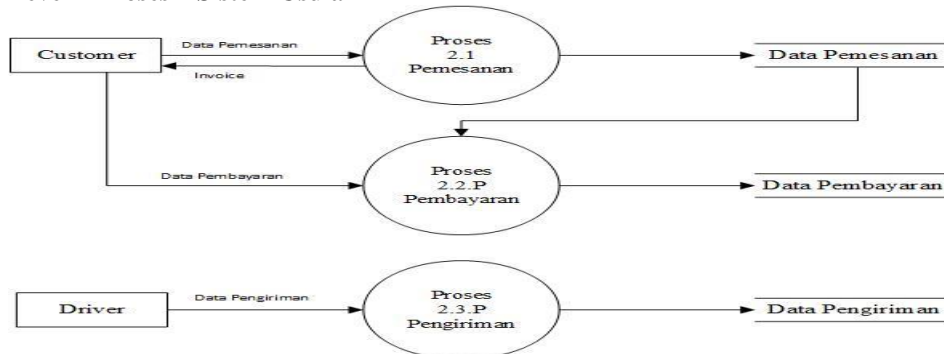 Customer
Data Pemesanan
Invoice
Proses
2.1
Pemesanan
Data Pemesanan
Data Pembayaran
Proses
2.2.P
Pembayaran
Data Pembayaran
Driver
Data Pengiriman
Proses
2.3.P
Pengiriman
Data Pengiriman